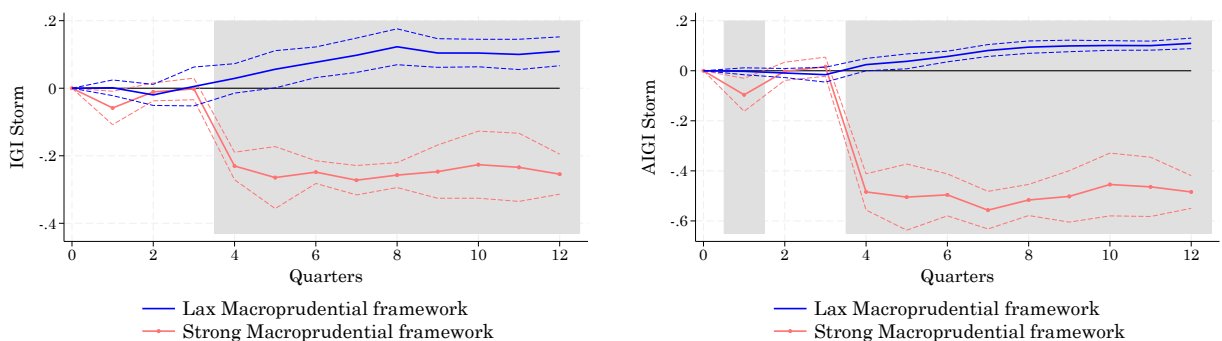 IGI Storm
.2
0
-.2
-.4
0 2 4 6 8 10 12
Quarters
Lax Macroprudential framework
Strong Macroprudential framework
AIGI Storm
.2
0
-.2
-.4
-.6
0 2 4 6 8 10 12
Quarters
Lax Macroprudential framework
Strong Macroprudential framework